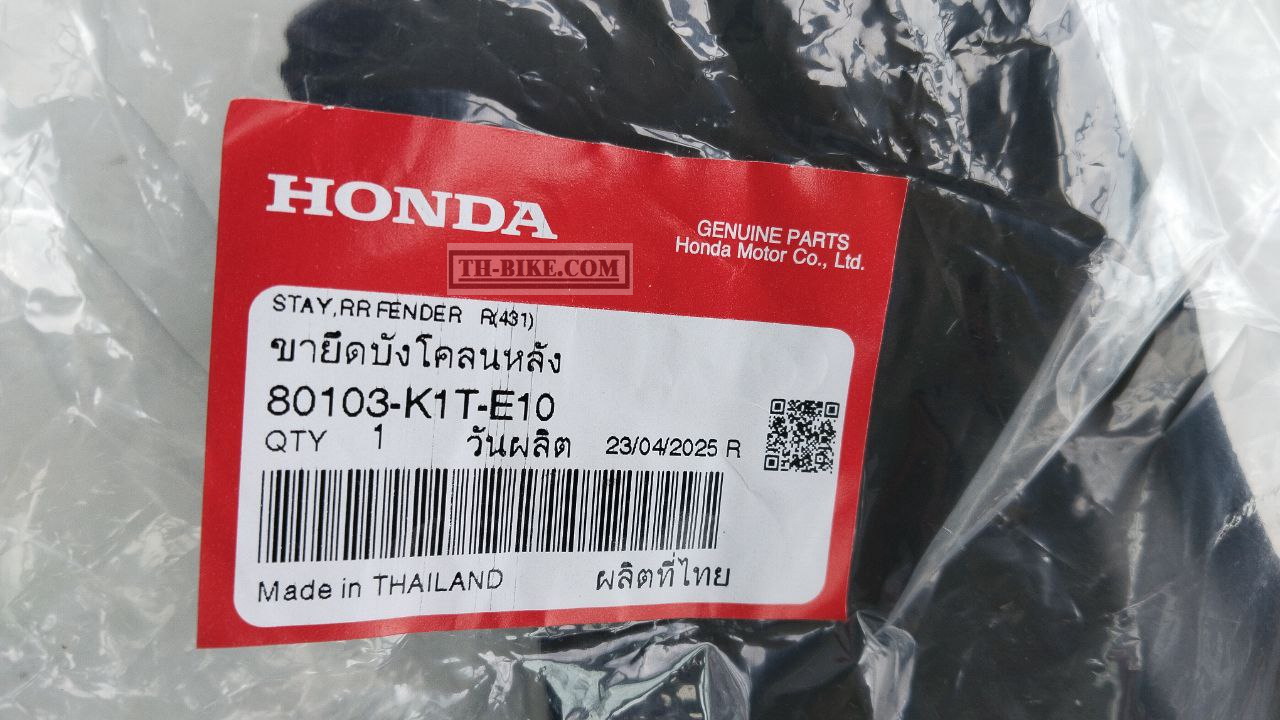 HONDA
GENUINE PARTS
Honda Motor Co., Ltd.
TH-BIKE.COM
STAY,RR FENDER R(431)
ขายึดบังโคลนหลัง
80103-K1T-E10
QTY 1 วันผลิต 23/04/2025 R
Made in THAILAND ผลิตที่ไทย